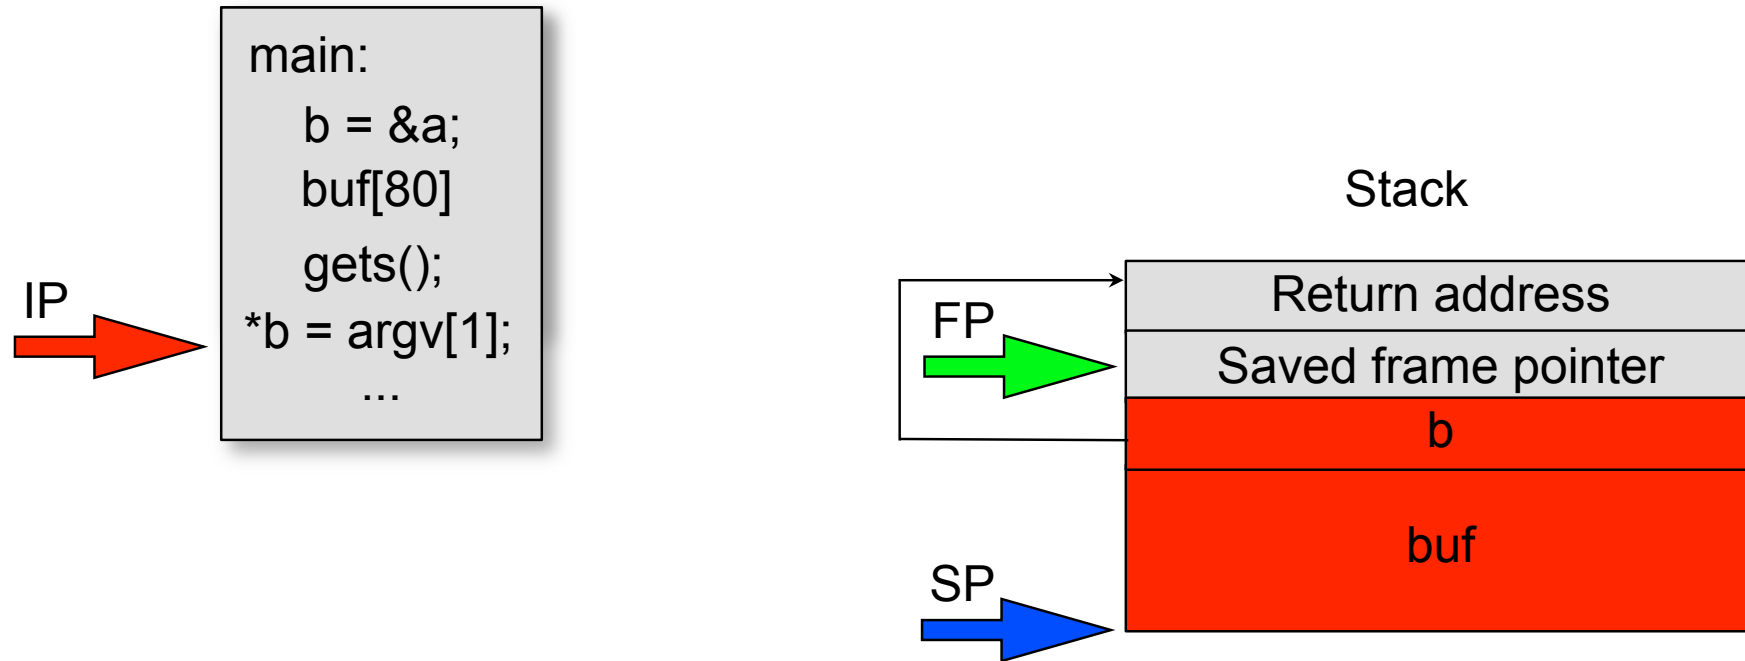 main:
b = &a;
buf[80]
gets();
*b = argv[1];
...
IP
Stack
Return address
FP
Saved frame pointer
b
buf
SP